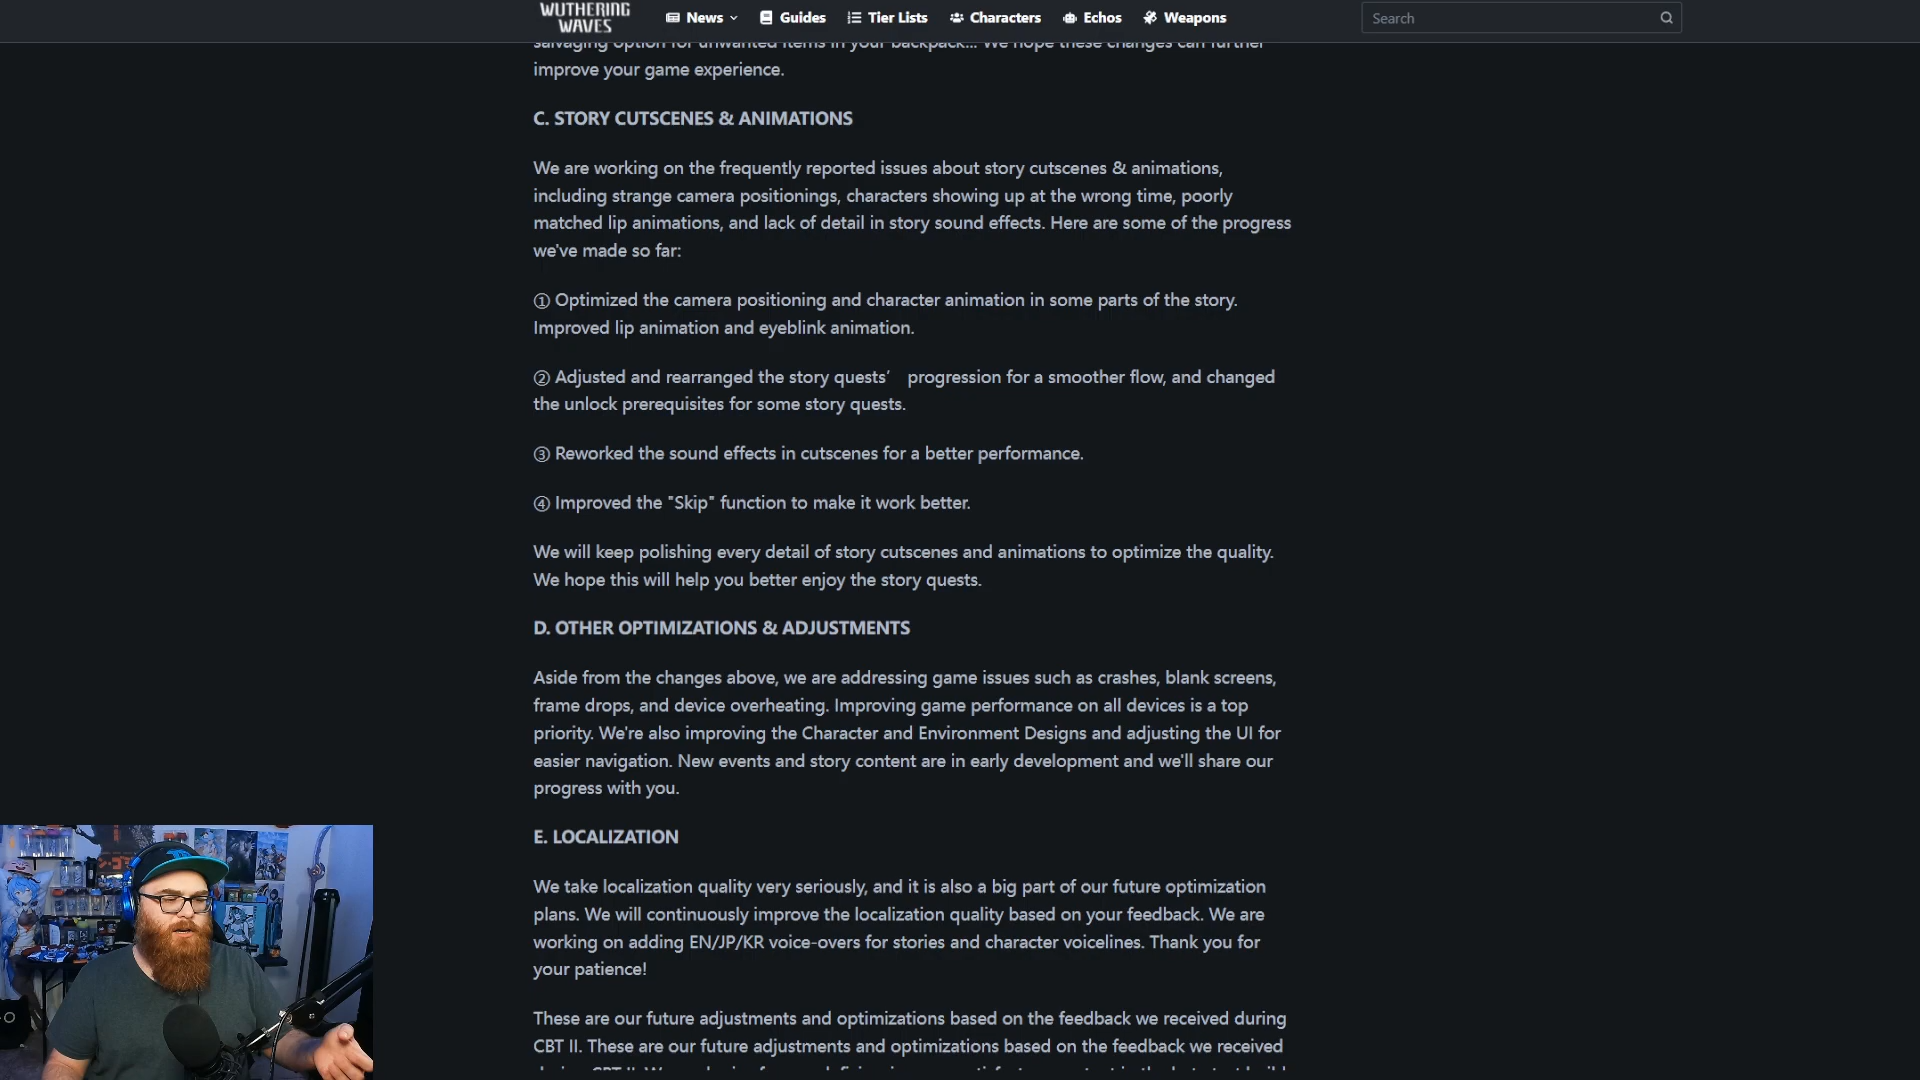 WUTHERING
WAVES
News
Guides
Tier Lists
Characters
Echos
Weapons
Search
salvaging option for unwanted items in your backpack... We hope these changes can further
improve your game experience.
C. STORY CUTSCENES & ANIMATIONS
We are working on the frequently reported issues about story cutscenes & animations,
including strange camera positionings, characters showing up at the wrong time, poorly
matched lip animations, and lack of detail in story sound effects. Here are some of the progress
we've made so far:
① Optimized the camera positioning and character animation in some parts of the story.
Improved lip animation and eyeblink animation.
② Adjusted and rearranged the story quests’ progression for a smoother flow, and changed
the unlock prerequisites for some story quests.
③ Reworked the sound effects in cutscenes for a better performance.
④ Improved the "Skip" function to make it work better.
We will keep polishing every detail of story cutscenes and animations to optimize the quality.
We hope this will help you better enjoy the story quests.
D. OTHER OPTIMIZATIONS & ADJUSTMENTS
Aside from the changes above, we are addressing game issues such as crashes, blank screens,
frame drops, and device overheating. Improving game performance on all devices is a top
priority. We're also improving the Character and Environment Designs and adjusting the UI for
easier navigation. New events and story content are in early development and we'll share our
progress with you.
E. LOCALIZATION
We take localization quality very seriously, and it is also a big part of our future optimization
plans. We will continuously improve the localization quality based on your feedback. We are
working on adding EN/JP/KR voice-overs for stories and character voicelines. Thank you for
your patience!
These are our future adjustments and optimizations based on the feedback we received during
CBT II. These are our future adjustments and optimizations based on the feedback we received